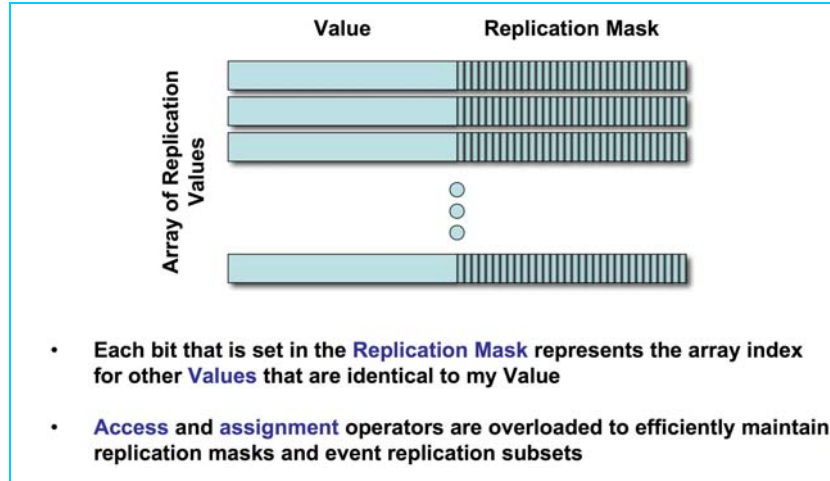 Value
Replication Mask
Array of Replication
Values
• Each bit that is set in the Replication Mask represents the array index
for other Values that are identical to my Value
• Access and assignment operators are overloaded to efficiently maintain
replication masks and event replication subsets